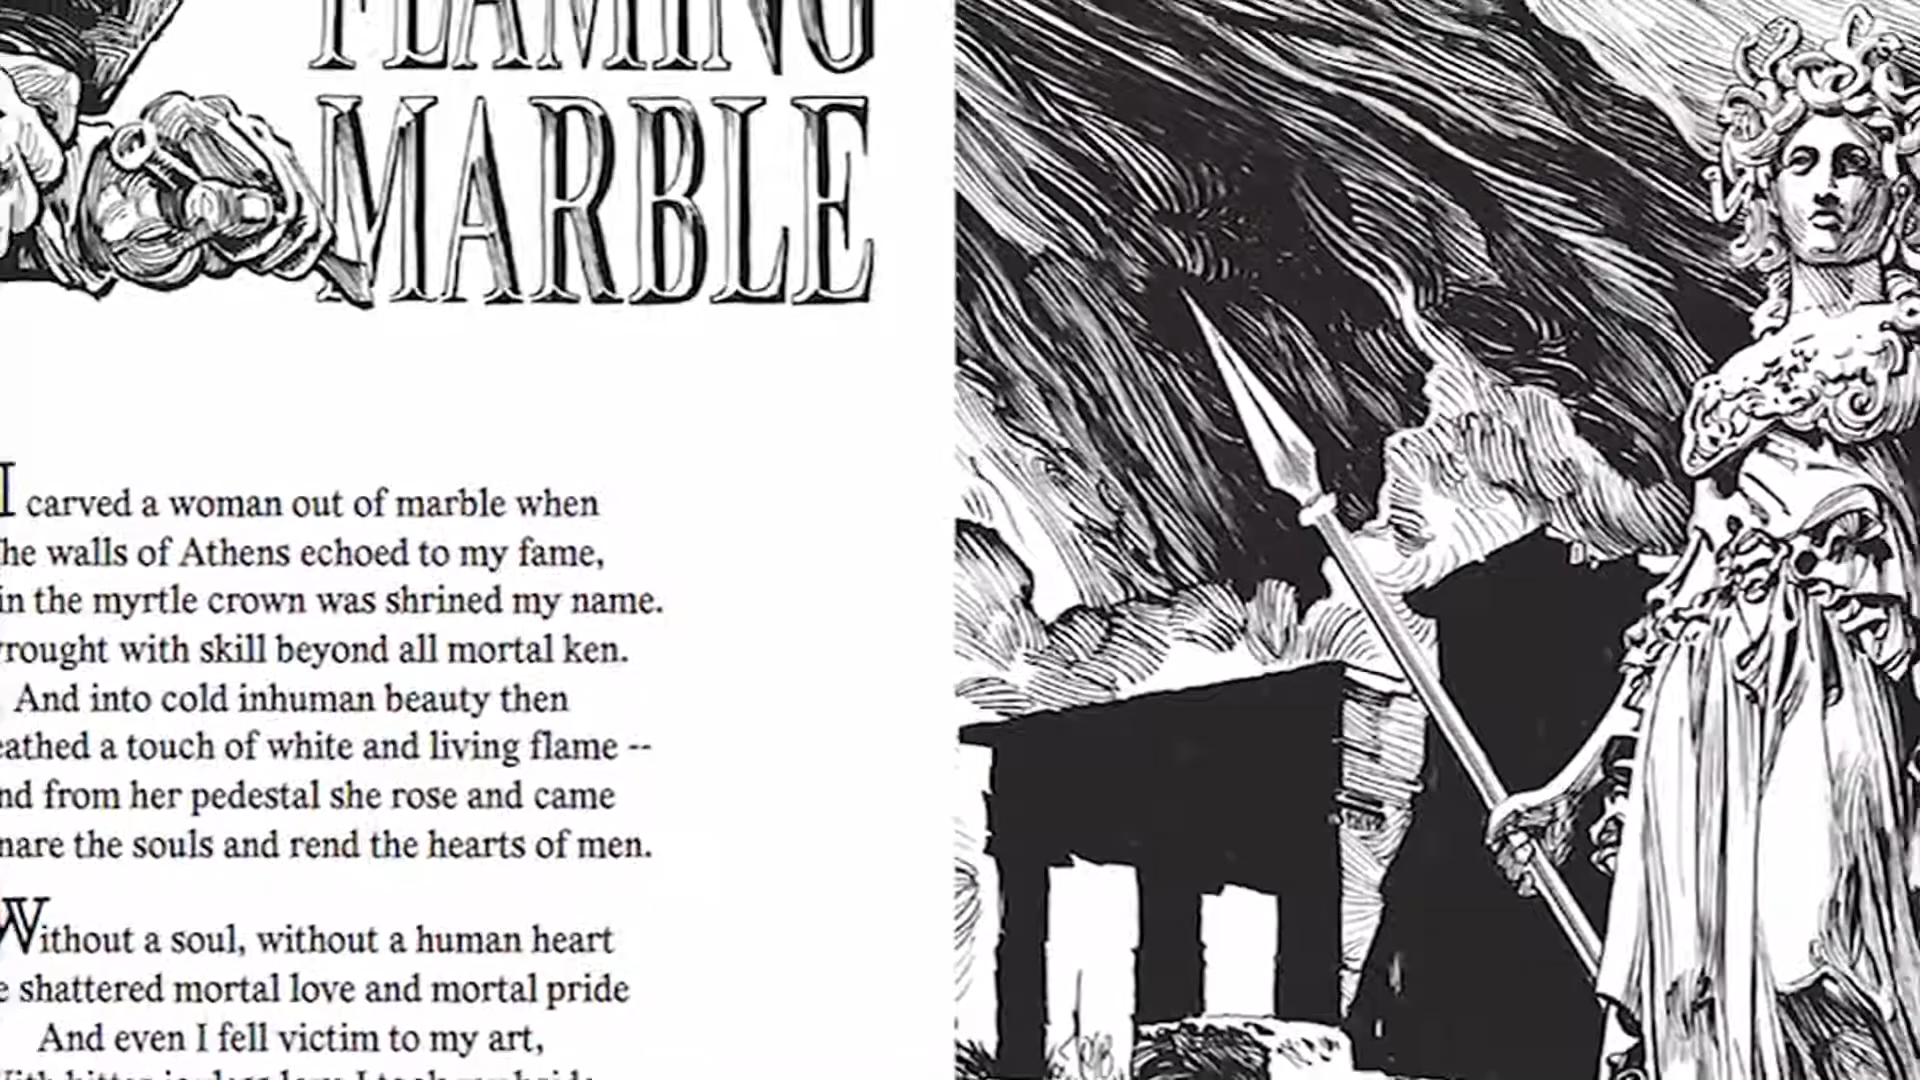 FLAMING
MARBLE
I carved a woman out of marble when
he walls of Athens echoed to my fame,
in the myrtle crown was shrined my name.
rought with skill beyond all mortal ken.
And into cold inhuman beauty then
eathed a touch of white and living flame --
nd from her pedestal she rose and came
nare the souls and rend the hearts of men.
Without a soul, without a human heart
e shattered mortal love and mortal pride
And even I fell victim to my art,